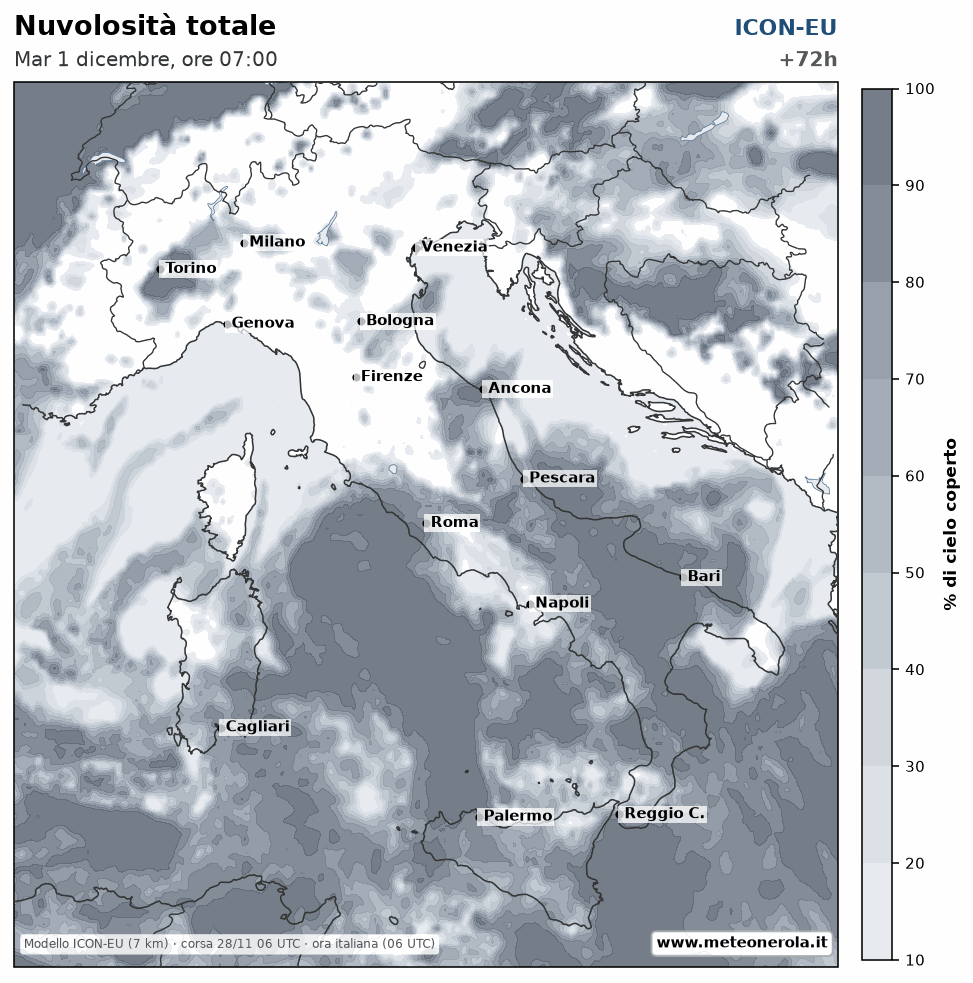 Nuvolosità totale
ICON-EU
Mar 1 dicembre, ore 07:00
+72h
100
90
80
70
60
50
40
30
20
10
% di cielo coperto
Milano
Venezia
Torino
Genova
Bologna
Firenze
Ancona
Pescara
Roma
Bari
Napoli
Cagliari
Palermo
Reggio C.
Modello ICON-EU (7 km) · corsa 28/11 06 UTC · ora italiana (06 UTC)
www.meteonerola.it